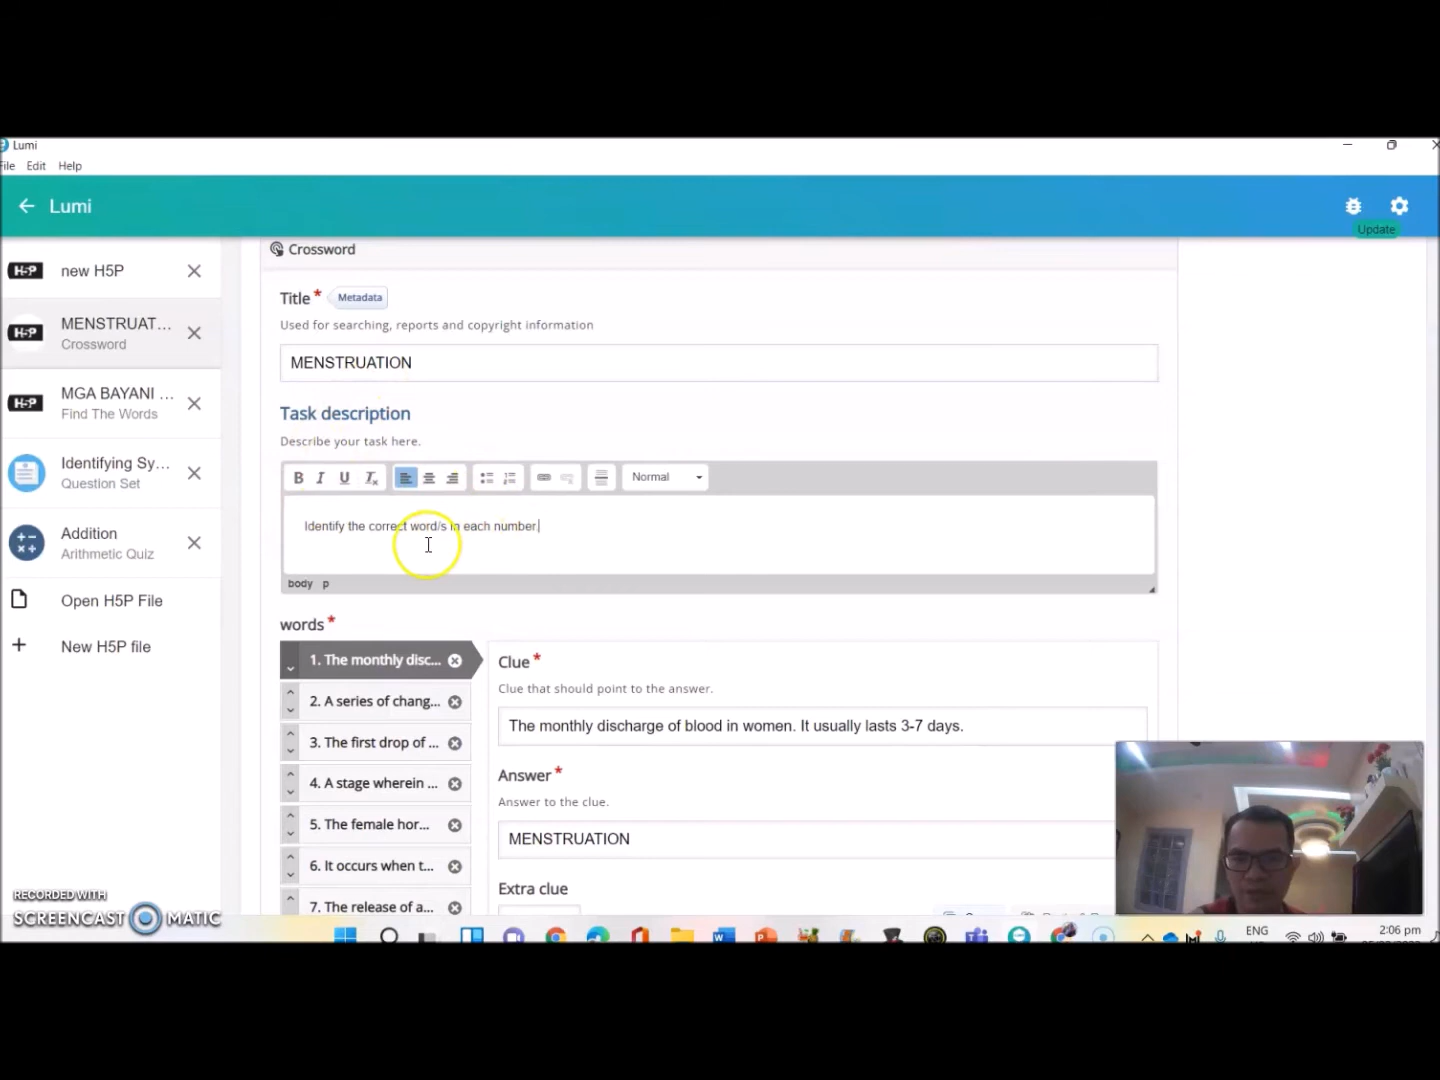 Lumi
File Edit Help
Lumi
Update
new H5P
MENSTRUAT...
Crossword
MGA BAYANI ...
Find The Words
Identifying Sy...
Question Set
Addition
Arithmetic Quiz
Open H5P File
New H5P file
Crossword
Title * Metadata
Used for searching, reports and copyright information
MENSTRUATION
Task description
Describe your task here.
B I U Tx Normal
Identify the correct word/s in each number.
body p
words *
1. The monthly disc...
2. A series of chang...
3. The first drop of ...
4. A stage wherein ...
5. The female hor...
6. It occurs when t...
7. The release of a...
Clue *
Clue that should point to the answer.
The monthly discharge of blood in women. It usually lasts 3-7 days.
Answer *
Answer to the clue.
MENSTRUATION
Extra clue
RECORDED WITH
SCREENCAST MATIC
ENG
2:06 pm